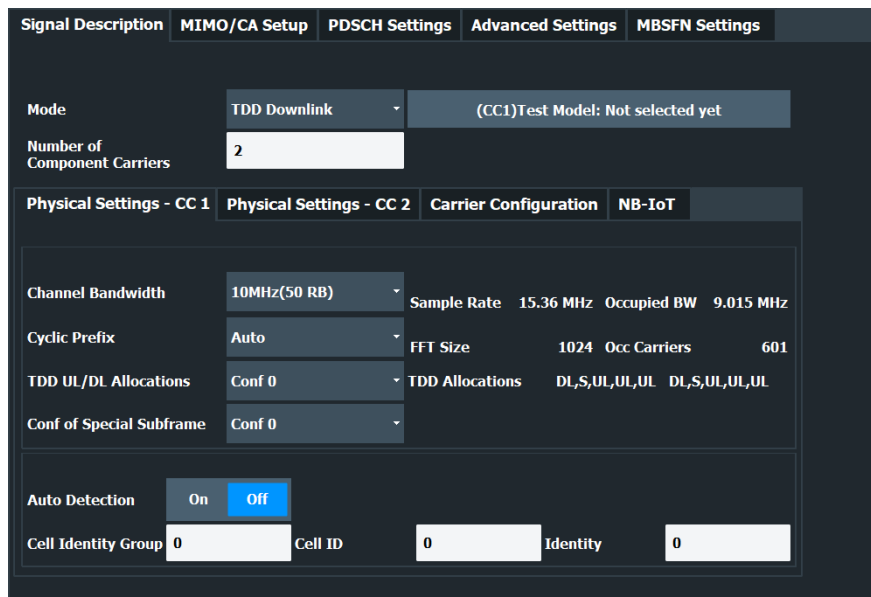 Signal Description MIMO/CA Setup PDSCH Settings Advanced Settings MBSFN Settings
Mode TDD Downlink (CC1)Test Model: Not selected yet
Number of
Component Carriers 2
Physical Settings - CC 1 Physical Settings - CC 2 Carrier Configuration NB-IoT
Channel Bandwidth 10MHz(50 RB) Sample Rate 15.36 MHz Occupied BW 9.015 MHz
Cyclic Prefix Auto FFT Size 1024 Occ Carriers 601
TDD UL/DL Allocations Conf 0 TDD Allocations DL,S,UL,UL,UL DL,S,UL,UL,UL
Conf of Special Subframe Conf 0
Auto Detection On Off
Cell Identity Group 0 Cell ID 0 Identity 0